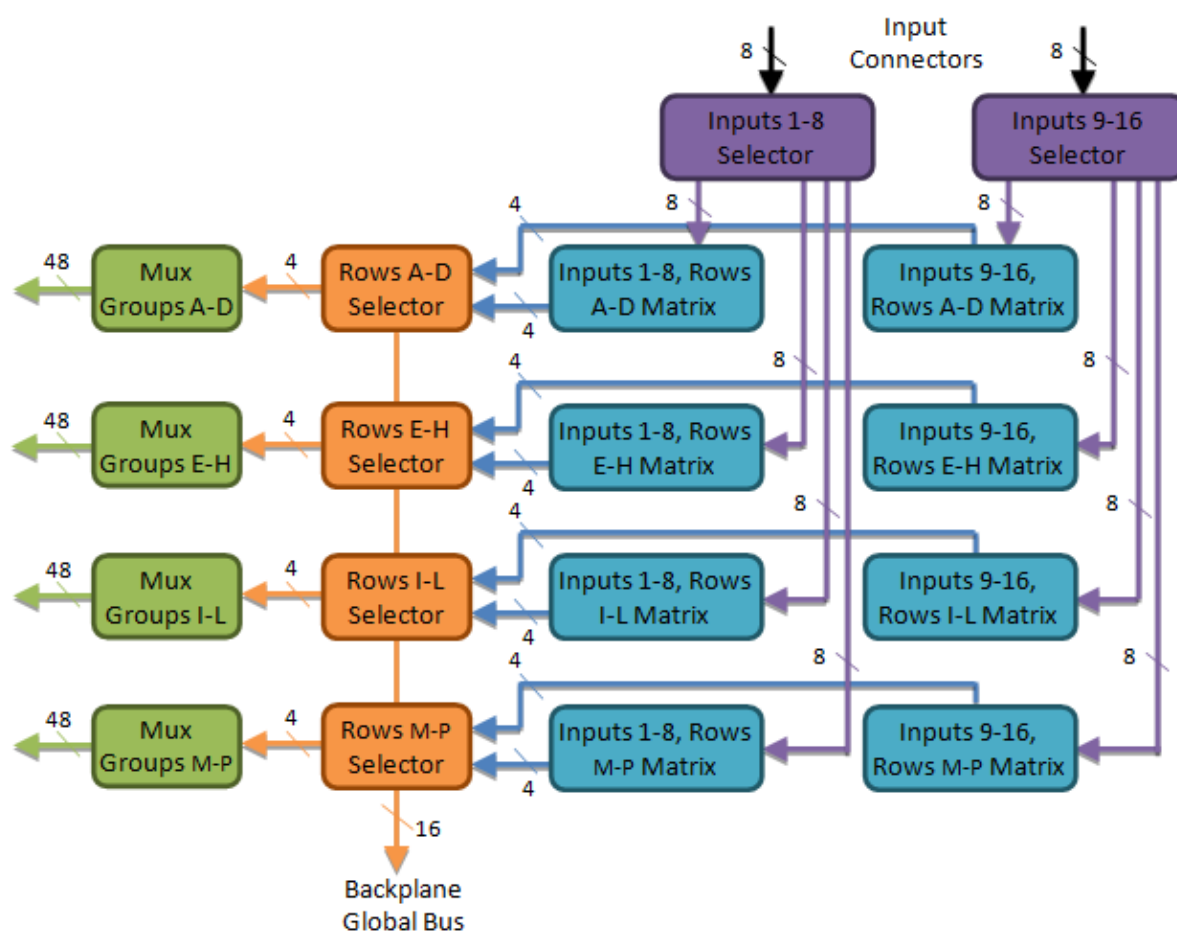 Input
Connectors
8
8
Inputs 1-8
Selector
Inputs 9-16
Selector
4
8
8
48
Mux
Groups A-D
4
Rows A-D
Selector
4
Inputs 1-8, Rows
A-D Matrix
Inputs 9-16,
Rows A-D Matrix
4
8
8
48
Mux
Groups E-H
4
Rows E-H
Selector
4
Inputs 1-8, Rows
E-H Matrix
Inputs 9-16,
Rows E-H Matrix
4
8
8
48
Mux
Groups I-L
4
Rows I-L
Selector
4
Inputs 1-8, Rows
I-L Matrix
Inputs 9-16,
Rows I-L Matrix
4
8
8
48
Mux
Groups M-P
4
Rows M-P
Selector
4
Inputs 1-8, Rows
M-P Matrix
Inputs 9-16,
Rows M-P Matrix
16
Backplane
Global Bus